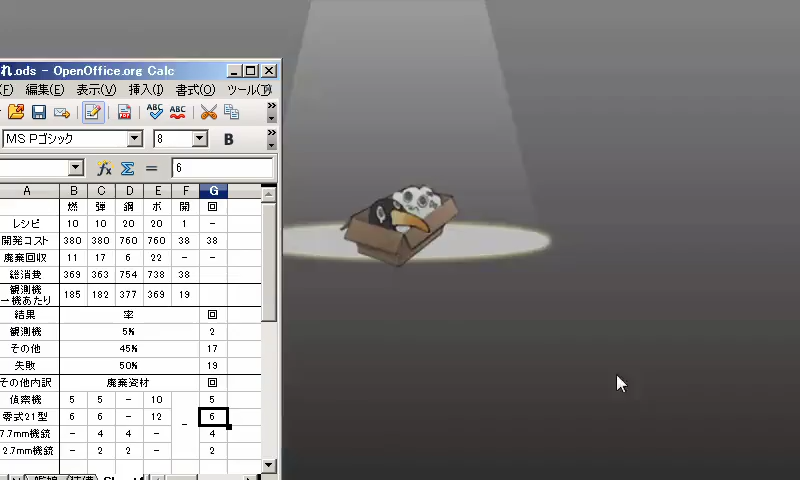 れ.ods - OpenOffice.org Calc
(F) 編集(E) 表示(V) 挿入(I) 書式(O) ツール(T)
PDF ABC ABC
MS Pゴシック 8 B
fx Σ = 6
A B C D E F G
燃 弾 鋼 ボ 開 回
レシピ 10 10 20 20 1 -
開発コスト 380 380 760 760 38 38
廃棄回収 11 17 6 22 - -
総消費 369 363 754 738 38
観測機
一機あたり 185 182 377 369 19
結果 率 回
観測機 5% 2
その他 45% 17
失敗 50% 19
その他内訳 廃棄資材 回
偵察機 5 5 - 10 5
零式21型 6 6 - 12 - 6
7.7mm機銃 - 4 4 - 4
2.7mm機銃 - 2 2 - 2